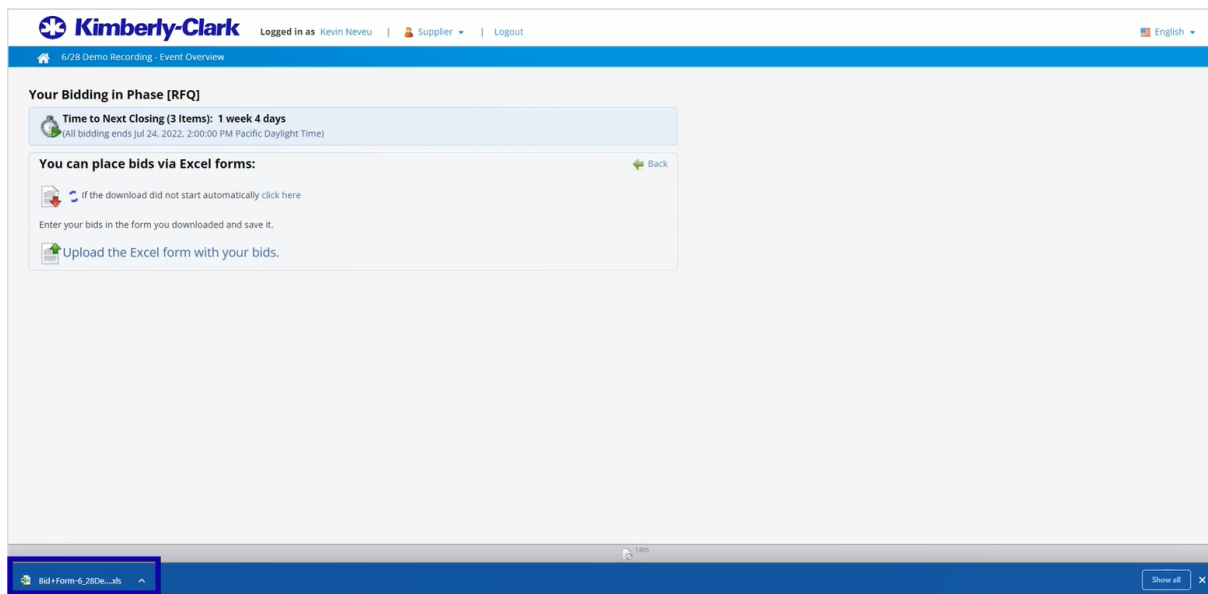 Kimberly-Clark Logged in as Kevin Neveu | Supplier | Logout English
6/28 Demo Recording - Event Overview
Your Bidding in Phase [RFQ]
Time to Next Closing (3 Items): 1 week 4 days
(All bidding ends Jul 24, 2022, 2:00:00 PM Pacific Daylight Time)
You can place bids via Excel forms: Back
If the download did not start automatically click here
Enter your bids in the form you downloaded and save it.
Upload the Excel form with your bids.
14m
Bid+Form-6_28De....xls Show all